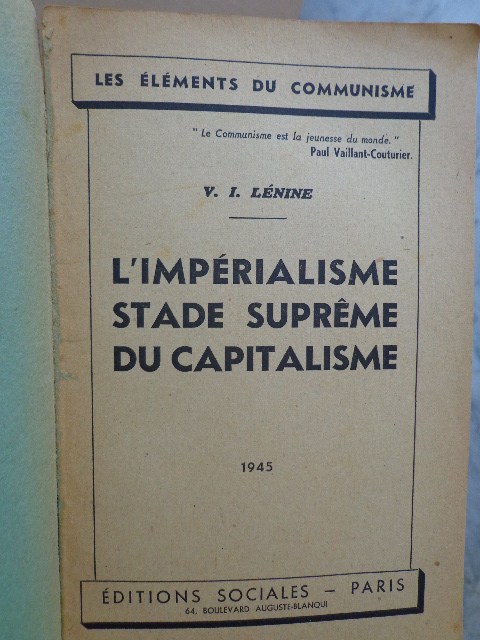 LES ÉLÉMENTS DU COMMUNISME
" Le Communisme est la jeunesse du monde. "
Paul Vaillant-Couturier.
V. I. LÉNINE
L'IMPÉRIALISME
STADE SUPRÊME
DU CAPITALISME
1945
ÉDITIONS SOCIALES — PARIS
64, BOULEVARD AUGUSTE-BLANQUI